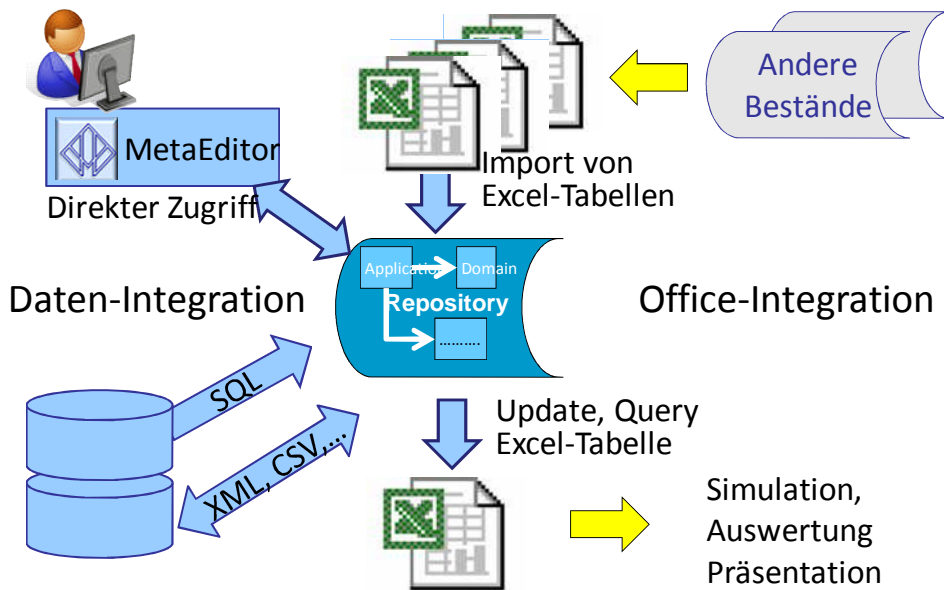 Andere
Bestände
MetaEditor
Direkter Zugriff
Import von
Excel-Tabellen
Application
Domain
Repository
..........
Daten-Integration
Office-Integration
SQL
XML, CSV,...
Update, Query
Excel-Tabelle
Simulation,
Auswertung
Präsentation